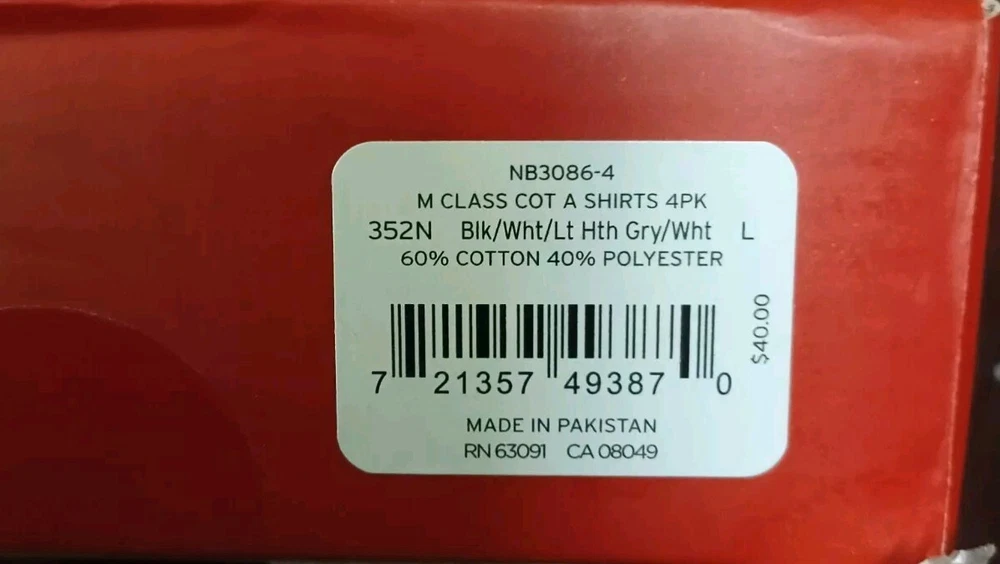 NB3086-4
M CLASS COT A SHIRTS 4PK
352N Blk/Wht/Lt Hth Gry/Wht L
60% COTTON 40% POLYESTER
$40.00
7 21357 49387 0
MADE IN PAKISTAN
RN 63091 CA 08049